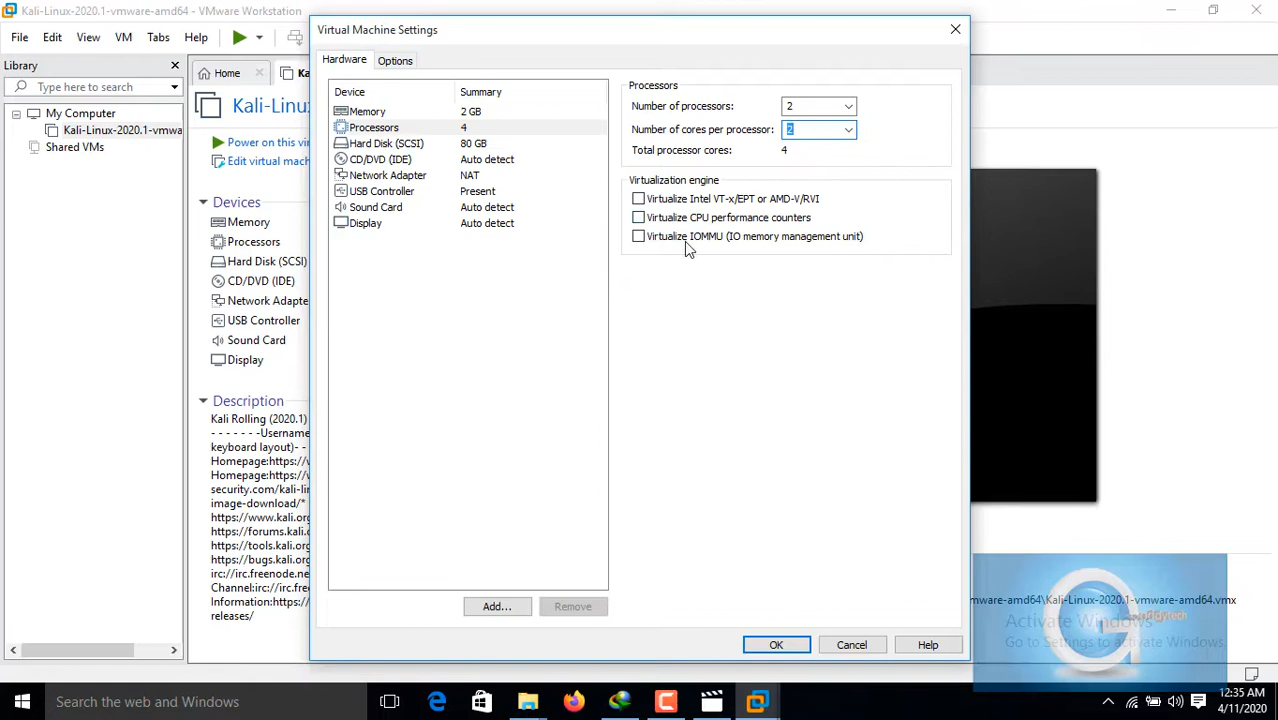 Kali-Linux-2020.1-vmware-amd64 - VMware Workstation
File Edit View VM Tabs Help
Library
Type here to search
My Computer
Kali-Linux-2020.1-vmwa
Shared VMs
Home
Ka
Kali-Linu
Power on this vi
Edit virtual mach
Devices
Memory
Processors
Hard Disk (SCSI)
CD/DVD (IDE)
Network Adapte
USB Controller
Sound Card
Display
Description
Kali Rolling (2020.1)
- - - - - - -Username
keyboard layout)- -
Homepage:https://w
Homepage:https://w
security.com/kali-lin
image-download/*
https://www.kali.org
https://forums.kali.o
https://tools.kali.org
https://bugs.kali.org
irc://irc.freenode.ne
Channel:irc://irc.fre
Information:https:/
releases/
Virtual Machine Settings
Hardware Options
Device Summary
Memory 2 GB
Processors 4
Hard Disk (SCSI) 80 GB
CD/DVD (IDE) Auto detect
Network Adapter NAT
USB Controller Present
Sound Card Auto detect
Display Auto detect
Add... Remove
Processors
Number of processors: 2
Number of cores per processor: 2
Total processor cores: 4
Virtualization engine
Virtualize Intel VT-x/EPT or AMD-V/RVI
Virtualize CPU performance counters
Virtualize IOMMU (IO memory management unit)
OK Cancel Help
mware-amd64\Kali-Linux-2020.1-vmware-amd64.vmx
Activate Windows
Go to Settings to activate Windows.
Search the web and Windows
12:35 AM
4/11/2020